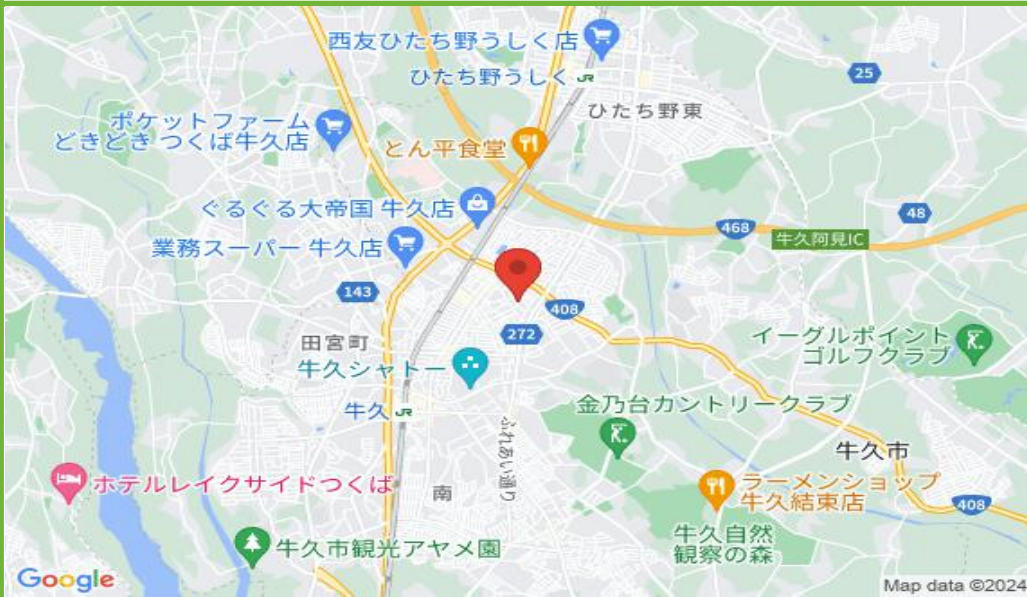 西友ひたち野うしく店
ひたち野うしく JR
25
ひたち野東
ポケットファーム
どきどき つくば牛久店
とん平食堂
ぐるぐる大帝国 牛久店
48
468
牛久阿見IC
業務スーパー 牛久店
143
408
272
田宮町
イーグルポイント
ゴルフクラブ
牛久シャトー
牛久 JR
金乃台カントリークラブ
ふれあい通り
牛久市
ホテルレイクサイドつくば
南
ラーメンショップ
牛久結束店
408
牛久自然
観察の森
牛久市観光アヤメ園
Google
Map data ©2024